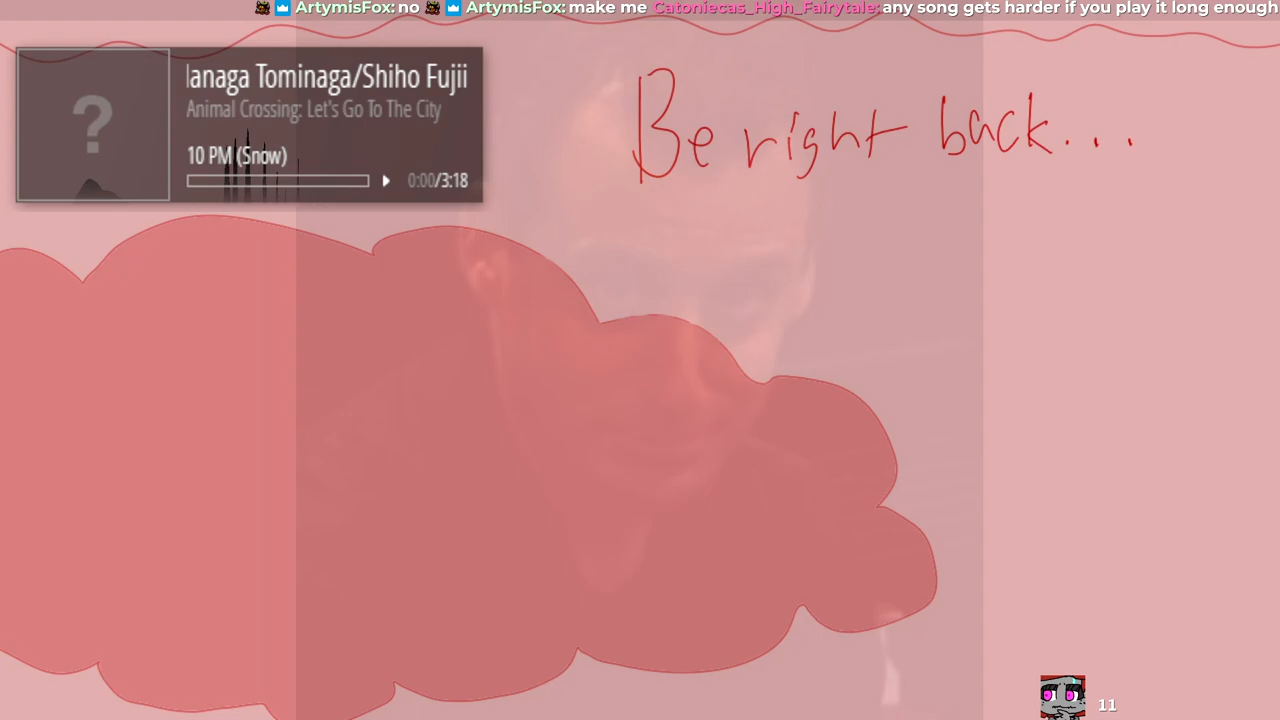 ArtymisFox: no ArtymisFox: make me Catoniecas_High_Fairytale: any song gets harder if you play it long enough
anaga Tominaga/Shiho Fujii
Animal Crossing: Let's Go To The City
10 PM (Snow)
0:00/3:18
Be right back...
?
11